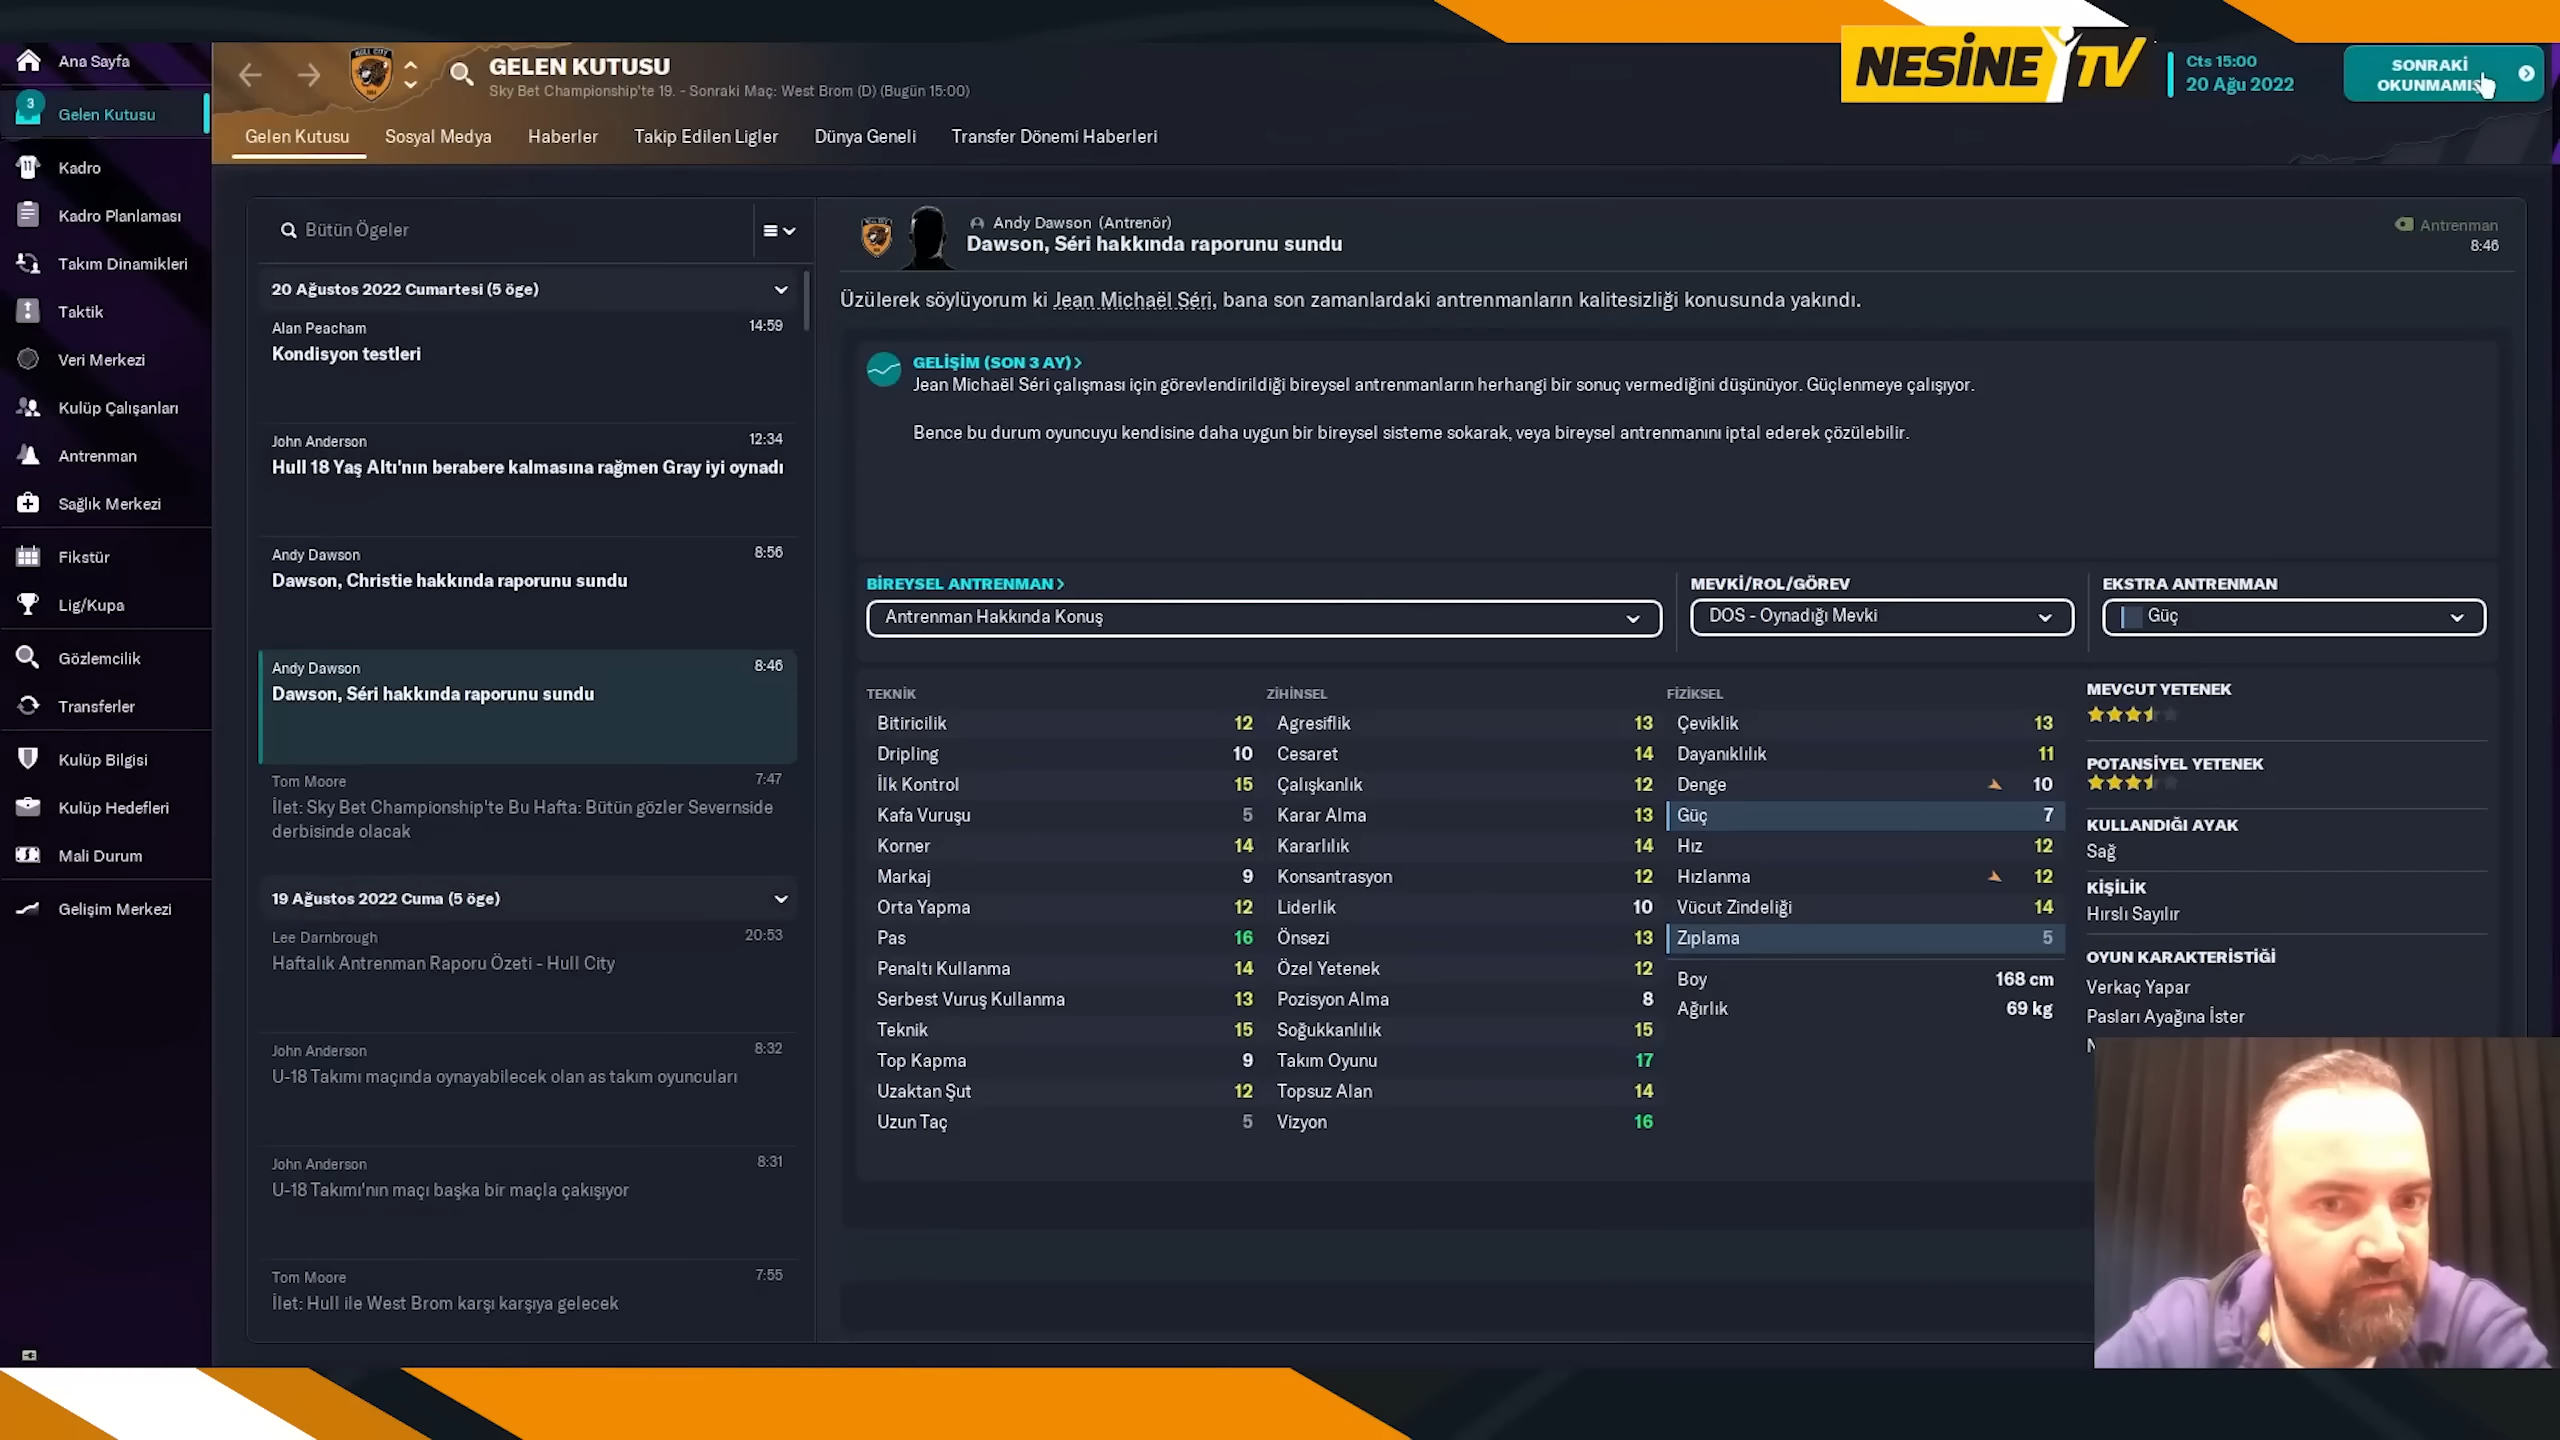 NESİNE TV
Ana Sayfa
3
Gelen Kutusu
Kadro
Kadro Planlaması
Takım Dinamikleri
Taktik
Veri Merkezi
Kulüp Çalışanları
Antrenman
Sağlık Merkezi
Fikstür
Lig/Kupa
Gözlemcilik
Transferler
Kulüp Bilgisi
Kulüp Hedefleri
Mali Durum
Gelişim Merkezi
GELEN KUTUSU
Sky Bet Championship'te 19. - Sonraki Maç: West Brom (D) (Bugün 15:00)
Cts 15:00
20 Ağu 2022
SONRAKİ
Gelen Kutusu Sosyal Medya Haberler Takip Edilen Ligler Dünya Geneli Transfer Dönemi Haberleri
Bütün Ögeler
20 Ağustos 2022 Cumartesi (5 öge)
Alan Peacham 14:59
Kondisyon testleri
John Anderson 12:34
Hull 18 Yaş Altı'nın berabere kalmasına rağmen Gray iyi oynadı
Andy Dawson 8:56
Dawson, Christie hakkında raporunu sundu
Andy Dawson 8:46
Dawson, Séri hakkında raporunu sundu
Tom Moore 7:47
İlet: Sky Bet Championship'te Bu Hafta: Bütün gözler Severnside
derbisinde olacak
19 Ağustos 2022 Cuma (5 öge)
Lee Darnbrough 20:53
Haftalık Antrenman Raporu Özeti - Hull City
John Anderson 8:32
U-18 Takımı maçında oynayabilecek olan as takım oyuncuları
John Anderson 8:31
U-18 Takımı'nın maçı başka bir maçla çakışıyor
Tom Moore 7:55
İlet: Hull ile West Brom karşı karşıya gelecek
Andy Dawson (Antrenör)
Dawson, Séri hakkında raporunu sundu
Antrenman
8:46
Üzülerek söylüyorum ki Jean Michaël Séri, bana son zamanlardaki antrenmanların kalitesizliği konusunda yakındı.
GELİŞİM (SON 3 AY)
Jean Michaël Séri çalışması için görevlendirildiği bireysel antrenmanların herhangi bir sonuç vermediğini düşünüyor. Güçlenmeye çalışıyor.
Bence bu durum oyuncuyu kendisine daha uygun bir bireysel sisteme sokarak, veya bireysel antrenmanını iptal ederek çözülebilir.
BİREYSEL ANTRENMAN MEVKİ/ROL/GÖREV EKSTRA ANTRENMAN
Antrenman Hakkında Konuş DOS - Oynadığı Mevki Güç
TEKNİK ZİHİNSEL FİZİKSEL
Bitiricilik 12 Agresiflik 13 Çeviklik 13
Dripling 10 Cesaret 14 Dayanıklılık 11
İlk Kontrol 15 Çalışkanlık 12 Denge 10
Kafa Vuruşu 5 Karar Alma 13 Güç 7
Korner 14 Kararlılık 14 Hız 12
Markaj 9 Konsantrasyon 12 Hızlanma 12
Orta Yapma 12 Liderlik 10 Vücut Zindeliği 14
Pas 16 Önsezi 13 Zıplama 5
Penaltı Kullanma 14 Özel Yetenek 12 Boy 168 cm
Serbest Vuruş Kullanma 13 Pozisyon Alma 8 Ağırlık 69 kg
Teknik 15 Soğukkanlılık 15
Top Kapma 9 Takım Oyunu 17
Uzaktan Şut 12 Topsuz Alan 14
Uzun Taç 5 Vizyon 16
MEVCUT YETENEK
POTANSİYEL YETENEK
KULLANDIĞI AYAK
Sağ
KİŞİLİK
Hırslı Sayılır
OYUN KARAKTERİSTİĞİ
Verkaç Yapar
Pasları Ayağına İster